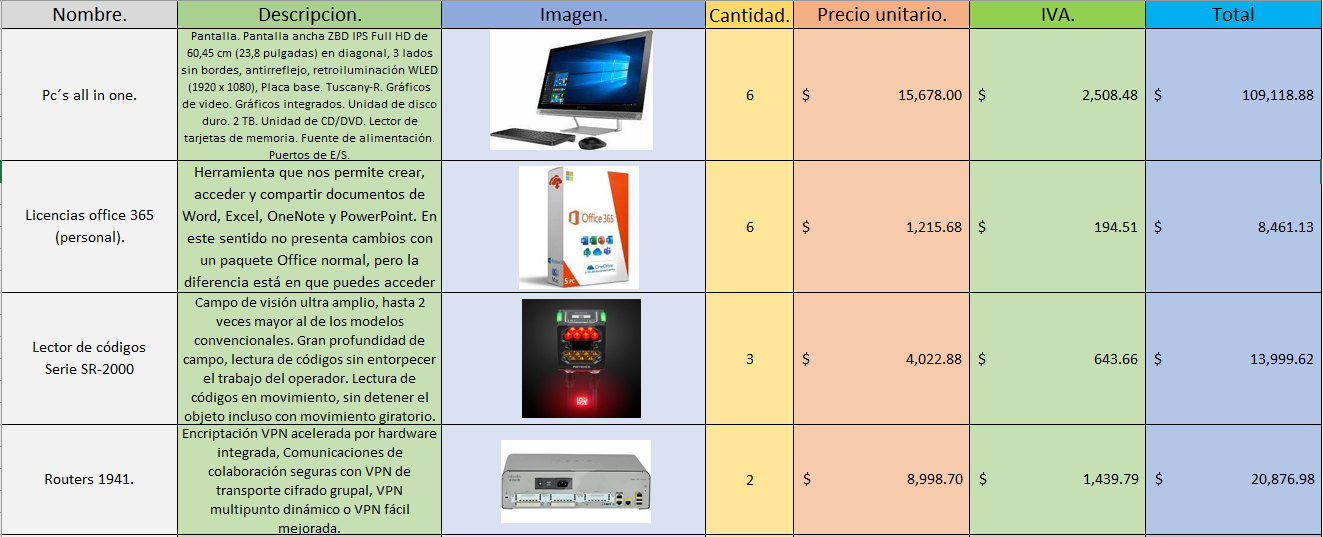 Nombre. Descripcion. Imagen. Cantidad. Precio unitario. IVA. Total
Pc´s all in one.
Pantalla. Pantalla ancha ZBD IPS Full HD de
60,45 cm (23,8 pulgadas) en diagonal, 3 lados
sin bordes, antirreflejo, retroiluminación WLED
(1920 x 1080), Placa base. Tuscany-R. Gráficos
de video. Gráficos integrados. Unidad de disco
duro. 2 TB. Unidad de CD/DVD. Lector de
tarjetas de memoria. Fuente de alimentación.
Puertos de E/S.
6 $ 15,678.00 $ 2,508.48 $ 109,118.88
Licencias office 365
(personal).
Herramienta que nos permite crear,
acceder y compartir documentos de
Word, Excel, OneNote y PowerPoint. En
este sentido no presenta cambios con
un paquete Office normal, pero la
diferencia está en que puedes acceder
Office 365
OneDrive
5 PC
6 $ 1,215.68 $ 194.51 $ 8,461.13
Lector de códigos
Serie SR-2000
Campo de visión ultra amplio, hasta 2
veces mayor al de los modelos
convencionales. Gran profundidad de
campo, lectura de códigos sin entorpecer
el trabajo del operador. Lectura de
códigos en movimiento, sin detener el
objeto incluso con movimiento giratorio.
3 $ 4,022.88 $ 643.66 $ 13,999.62
Routers 1941.
Encriptación VPN acelerada por hardware
integrada, Comunicaciones de
colaboración seguras con VPN de
transporte cifrado grupal, VPN
multipunto dinámico o VPN fácil
mejorada.
2 $ 8,998.70 $ 1,439.79 $ 20,876.98